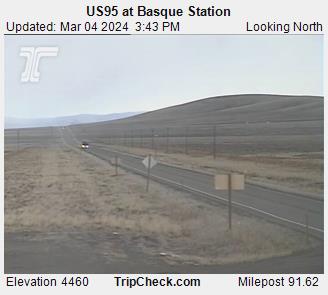 US95 at Basque Station
Updated: Mar 04 2024 3:43 PM Looking North
Elevation 4460 TripCheck.com Milepost 91.62